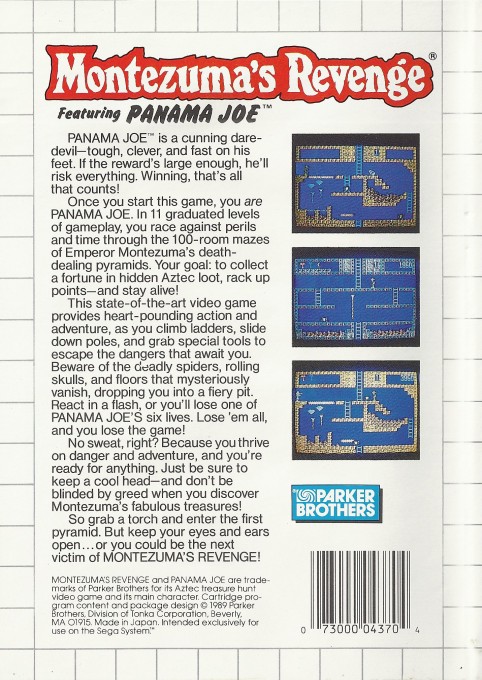 Montezuma's Revenge®
Featuring PANAMA JOE™
PANAMA JOE™ is a cunning dare-
devil—tough, clever, and fast on his
feet. If the reward's large enough, he'll
risk everything. Winning, that's all
that counts!
Once you start this game, you are
PANAMA JOE. In 11 graduated levels
of gameplay, you race against perils
and time through the 100-room mazes
of Emperor Montezuma's death-
dealing pyramids. Your goal: to collect
a fortune in hidden Aztec loot, rack up
points—and stay alive!
This state-of-the-art video game
provides heart-pounding action and
adventure, as you climb ladders, slide
down poles, and grab special tools to
escape the dangers that await you.
Beware of the deadly spiders, rolling
skulls, and floors that mysteriously
vanish, dropping you into a fiery pit.
React in a flash, or you'll lose one of
PANAMA JOE'S six lives. Lose 'em all,
and you lose the game!
No sweat, right? Because you thrive
on danger and adventure, and you're
ready for anything. Just be sure to
keep a cool head—and don't be
blinded by greed when you discover
Montezuma's fabulous treasures!
So grab a torch and enter the first
pyramid. But keep your eyes and ears
open...or you could be the next
victim of MONTEZUMA'S REVENGE!
MONTEZUMA'S REVENGE and PANAMA JOE are trade-
marks of Parker Brothers for its Aztec treasure hunt
video game and its main character. Cartridge pro-
gram content and package design © 1989 Parker
Brothers, Division of Tonka Corporation, Beverly,
MA 01915. Made in Japan. Intended exclusively for
use on the Sega System.™
PARKER
BROTHERS
0 73000 04370 4